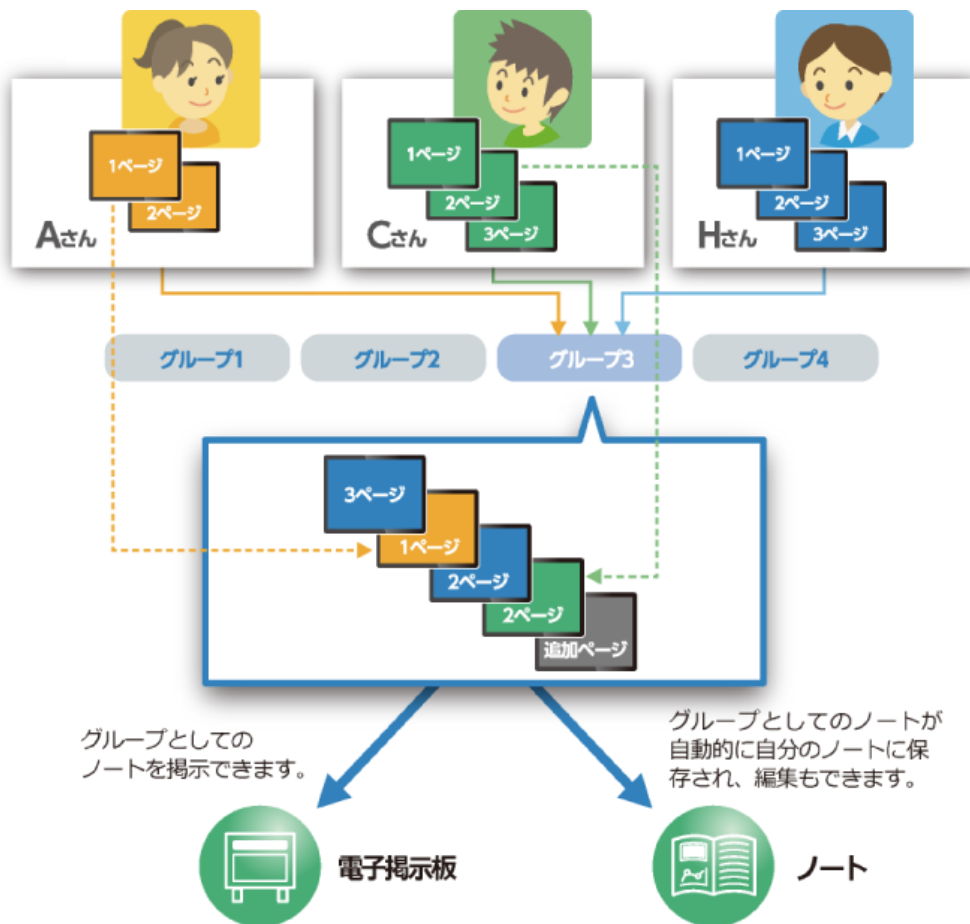 1ページ
2ページ
Aさん
1ページ
2ページ
3ページ
Cさん
1ページ
2ページ
3ページ
Hさん
グループ1
グループ2
グループ3
グループ4
3ページ
1ページ
2ページ
2ページ
追加ページ
グループとしての
ノートを掲示できます。
グループとしてのノートが
自動的に自分のノートに保
存され、編集もできます。
電子掲示板
ノート